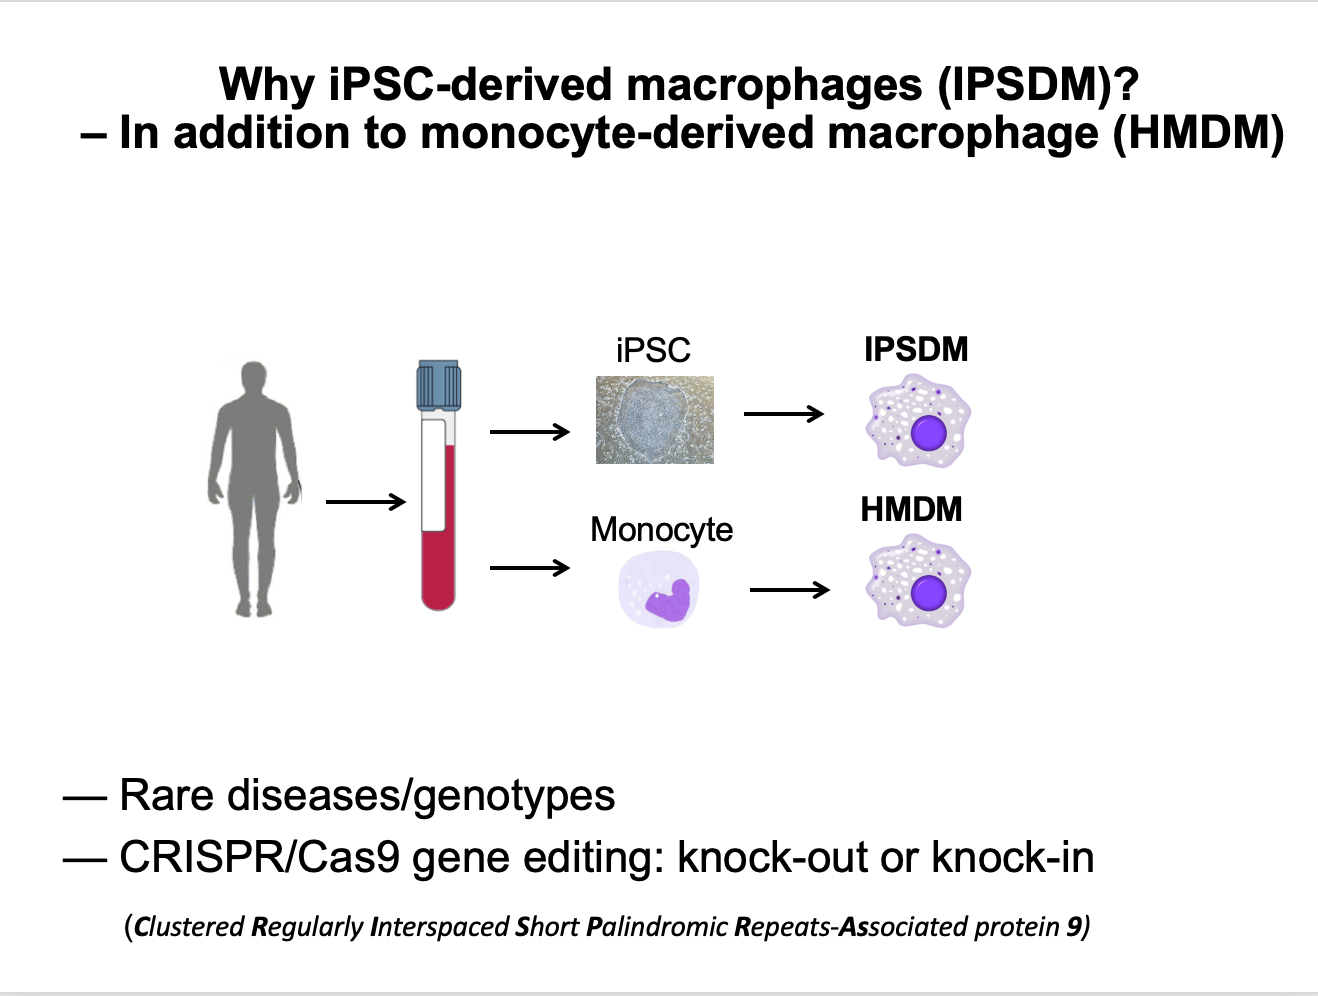 Why iPSC-derived macrophages (IPSDM)?
– In addition to monocyte-derived macrophage (HMDM)
iPSC
IPSDM
Monocyte
HMDM
— Rare diseases/genotypes
— CRISPR/Cas9 gene editing: knock-out or knock-in
(Clustered Regularly Interspaced Short Palindromic Repeats-Associated protein 9)